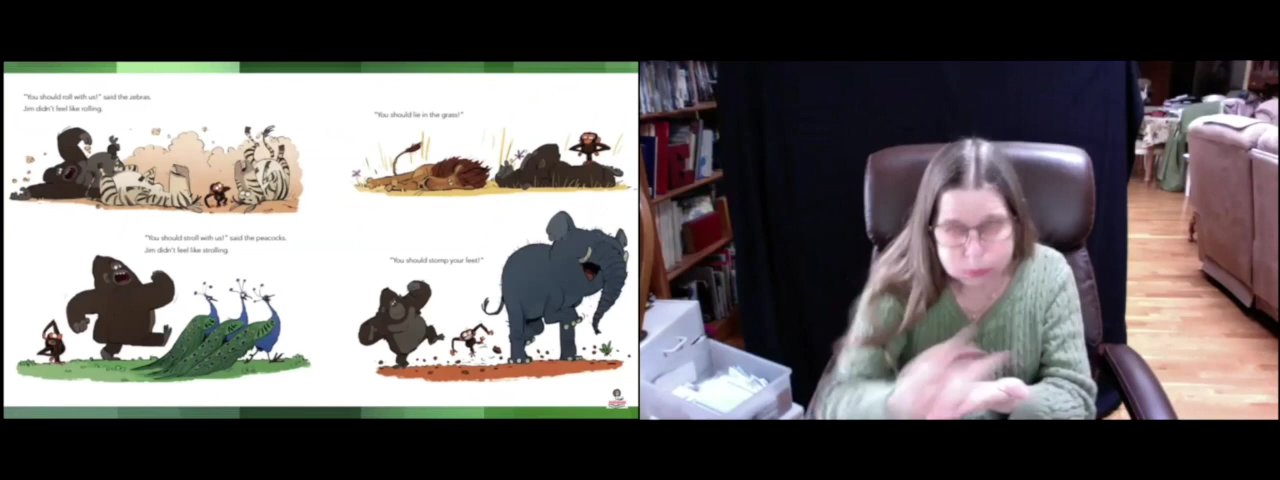 "You should roll with us!" said the zebras.
Jim didn't feel like rolling.
"You should lie in the grass!"
"You should stroll with us!" said the peacocks.
Jim didn't feel like strolling.
"You should stomp your feet!"